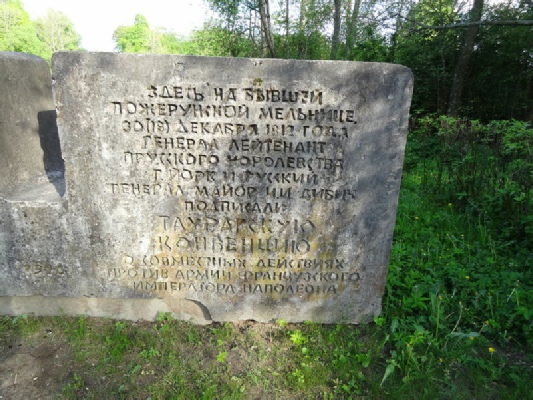 ЗДЕСЬ НА БЫВШЕЙ
ПОЖЕРУНСКОЙ МЕЛЬНИЦЕ
30(18) ДЕКАБРЯ 1812 ГОДА
ГЕНЕРАЛ ЛЕЙТЕНАНТ
ПРУССКОГО КОРОЛЕВСТВА
Г. ЙОРК И РУСКИЙ
ГЕНЕРАЛ МАЙОР И.И. ДИБИЧ
ПОДПИСАЛИ
ТАУРАГСКУЮ
КОНВЕНЦИЮ
О СОВМЕСТНЫХ ДЕЙСТВИЯХ
ПРОТИВ АРМИИ ФРАНЦУЗСКОГО
ИМПЕРАТОРА НАПОЛЕОНА